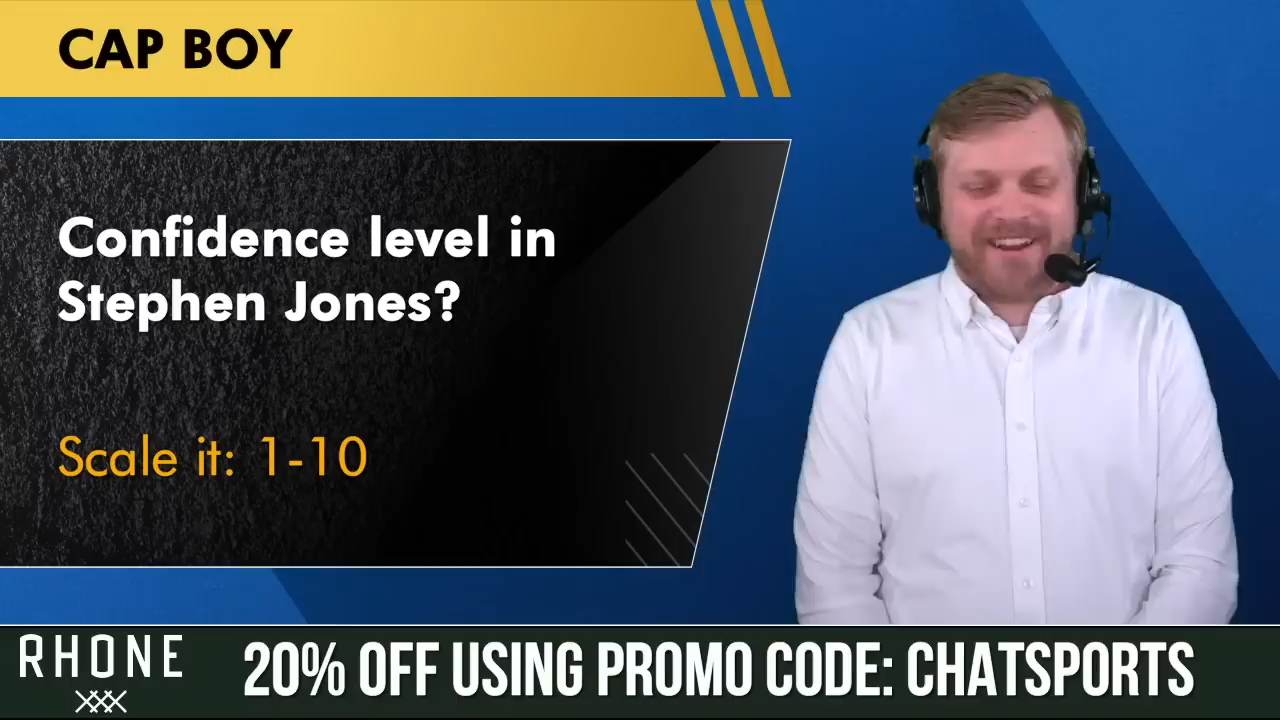 CAP BOY
Confidence level in
Stephen Jones?
Scale it: 1-10
RHONE
20% OFF USING PROMO CODE: CHATSPORTS